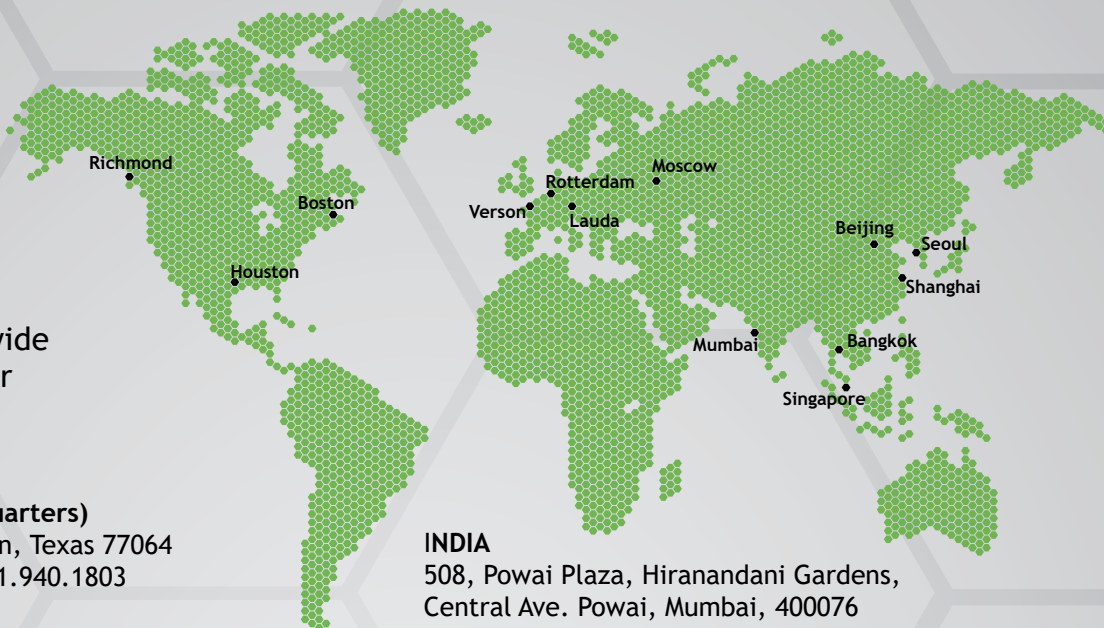 Richmond
Boston
Houston
Moscow
Rotterdam
Verson
Lauda
Beijing
Seoul
Shanghai
Mumbai
Bangkok
Singapore
r
uarters)
n, Texas 77064
1.940.1803
INDIA
508, Powai Plaza, Hiranandani Gardens,
Central Ave. Powai, Mumbai, 400076